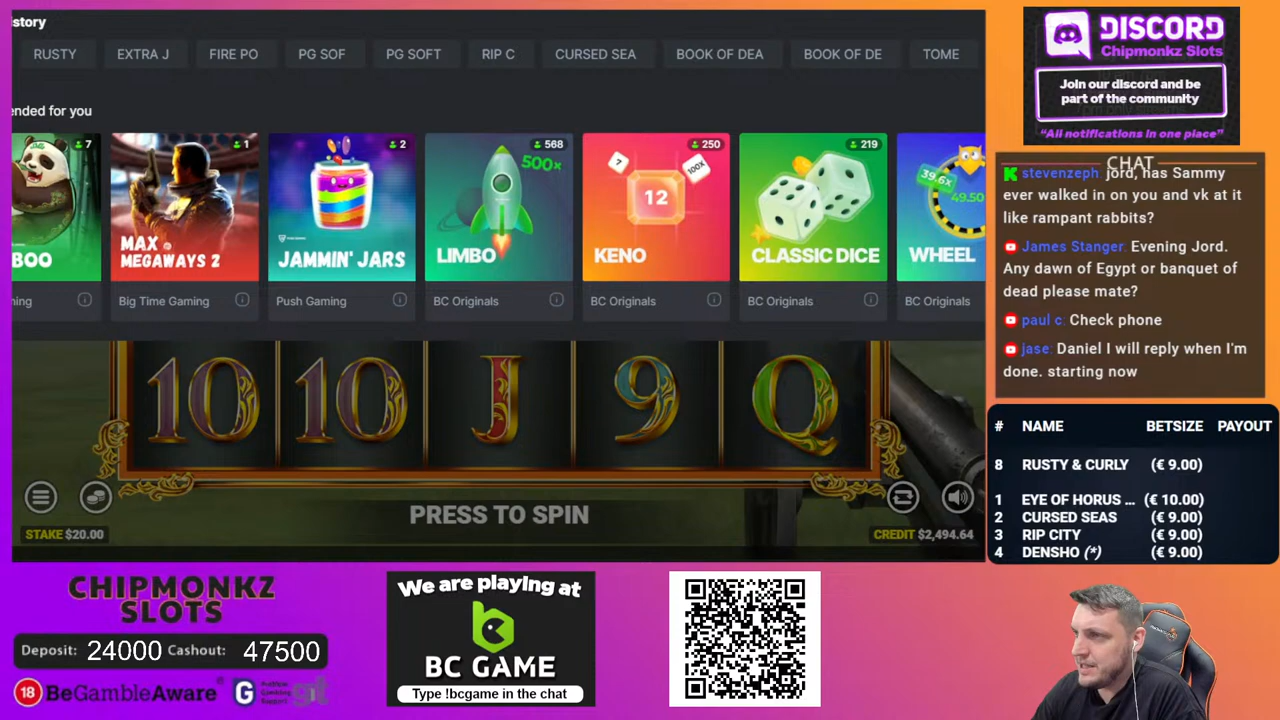 istory
RUSTY
EXTRA J
FIRE PO
PG SOF
PG SOFT
RIP C
CURSED SEA
BOOK OF DEA
BOOK OF DE
TOME
ended for you
7
1
2
568
250
219
BOO
MAX
MEGAWAYS 2
JAMMIN' JARS
500x
LIMBO
7
100X
12
KENO
CLASSIC DICE
39.6x
49.50
WHEEL
ming
Big Time Gaming
Push Gaming
BC Originals
BC Originals
BC Originals
BC Originals
10
10
J
9
Q
PRESS TO SPIN
STAKE $20.00
CREDIT $2,494.64
DISCORD
Chipmonkz Slots
Join our discord and be
part of the community
"All notifications in one place"
CHAT
stevenzeph: jord, has Sammy
ever walked in on you and vk at it
like rampant rabbits?
James Stanger: Evening Jord.
Any dawn of Egypt or banquet of
dead please mate?
paul c: Check phone
jase: Daniel I will reply when I'm
done. starting now
# NAME BETSIZE PAYOUT
8 RUSTY & CURLY (€ 9.00)
1 EYE OF HORUS ... (€ 10.00)
2 CURSED SEAS (€ 9.00)
3 RIP CITY (€ 9.00)
4 DENSHO (*) (€ 9.00)
CHIPMONKZ
SLOTS
Deposit: 24000 Cashout: 47500
18 BeGambleAware
We are playing at
BC GAME
Type !bcgame in the chat